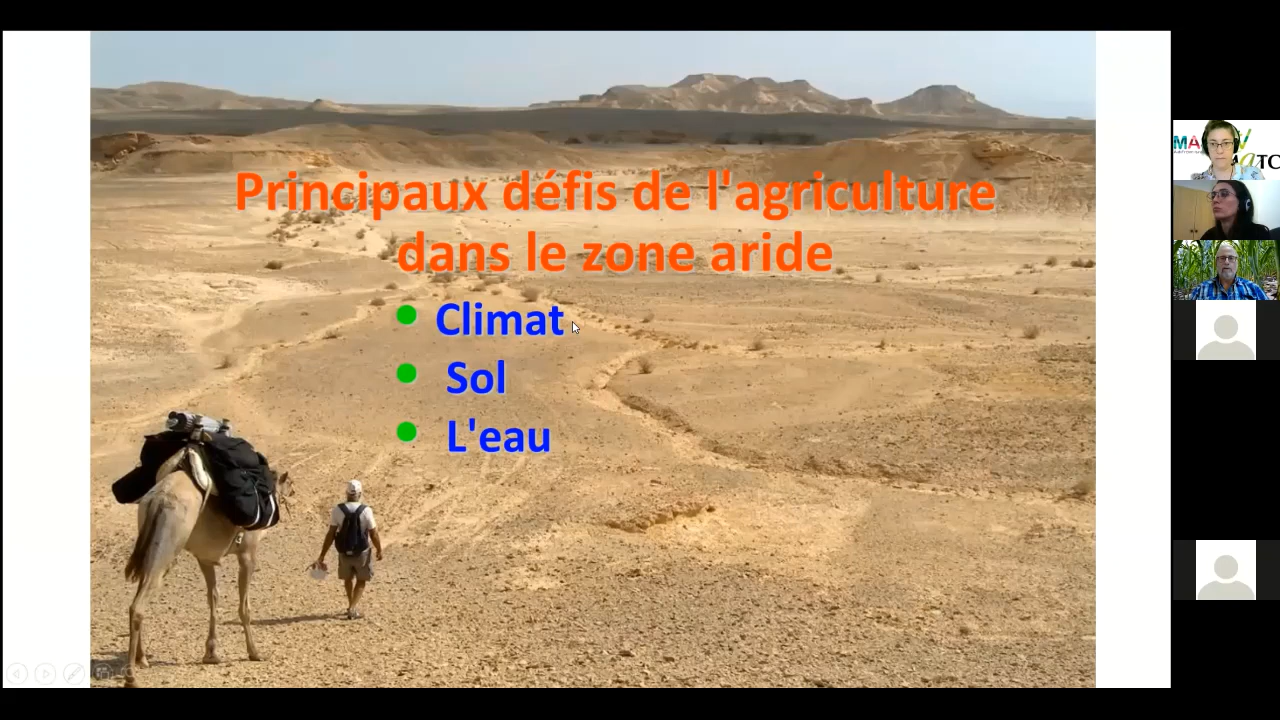 Principaux défis de l'agriculture
dans le zone aride
Climat
Sol
L'eau